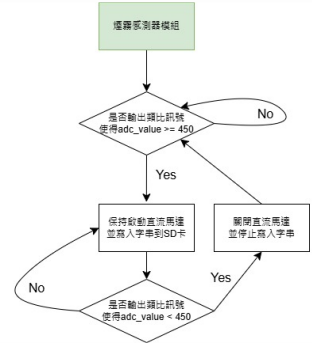 煙霧感測器模組
是否輸出類比訊號
使得adc_value >= 450
No
Yes
保持啟動直流馬達
並寫入字串到SD卡
關閉直流馬達
並停止寫入字串
No
Yes
是否輸出類比訊號
使得adc_value < 450